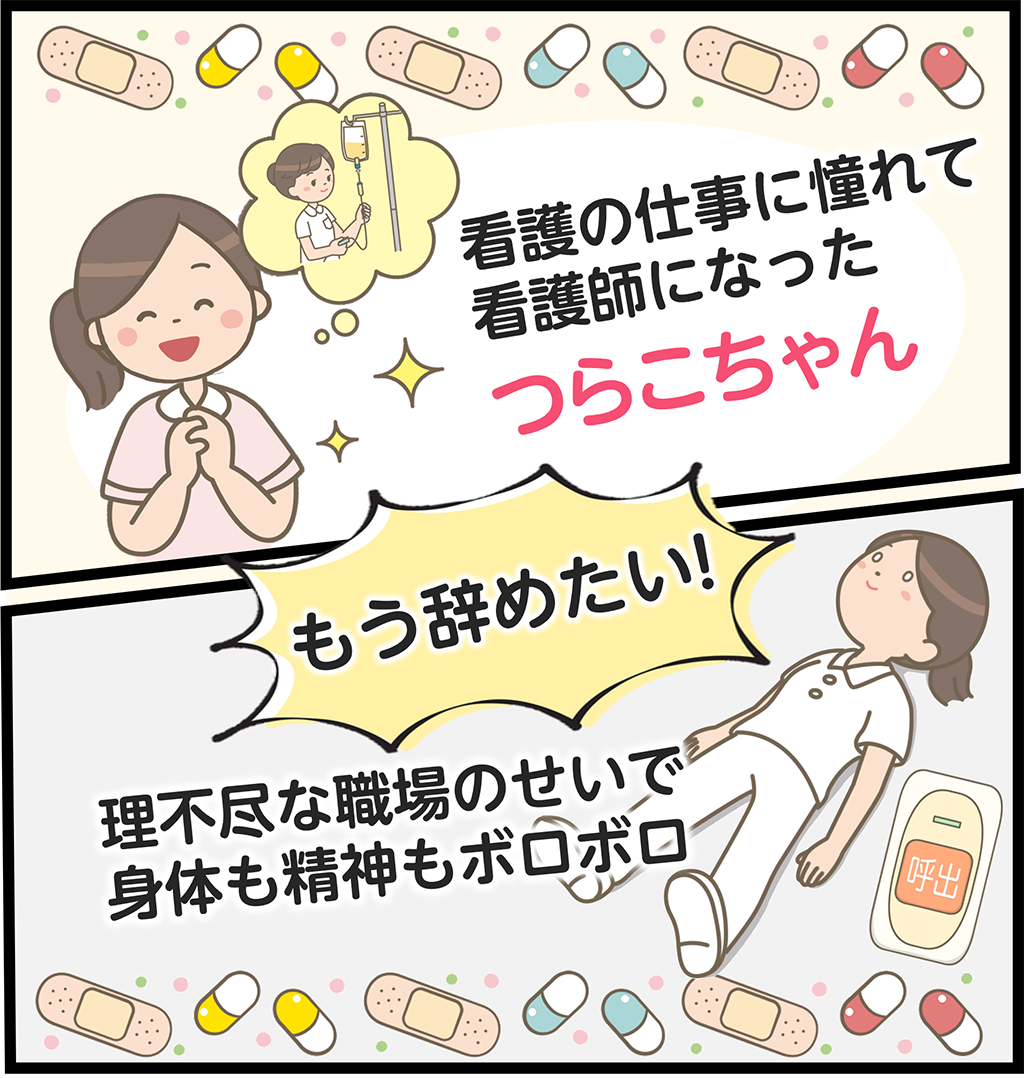 看護の仕事に憧れて
看護師になった
つらこちゃん
もう辞めたい!
理不尽な職場のせいで
身体も精神もボロボロ
呼出